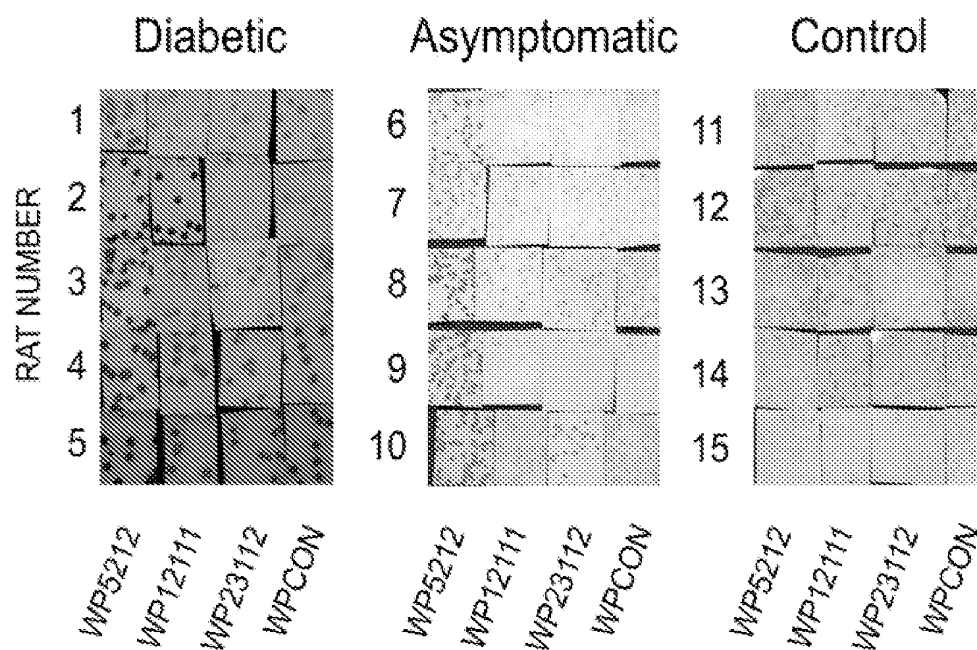 Diabetic Asymptomatic Control
RAT NUMBER
1 6 11
2 7 12
3 8 13
4 9 14
5 10 15
WP5212 WP12111 WP23112 WPCON WP5212 WP12111 WP23112 WPCON WP5212 WP12111 WP23112 WPCON